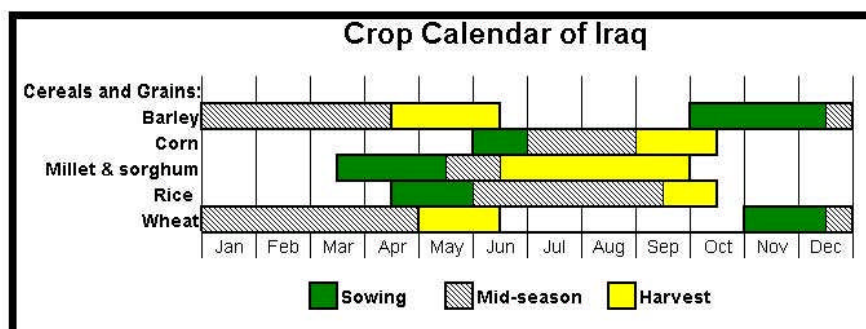 Crop Calendar of Iraq
Cereals and Grains:
Barley
Corn
Millet & sorghum
Rice
Wheat
Jan Feb Mar Apr May Jun Jul Aug Sep Oct Nov Dec
Sowing Mid-season Harvest